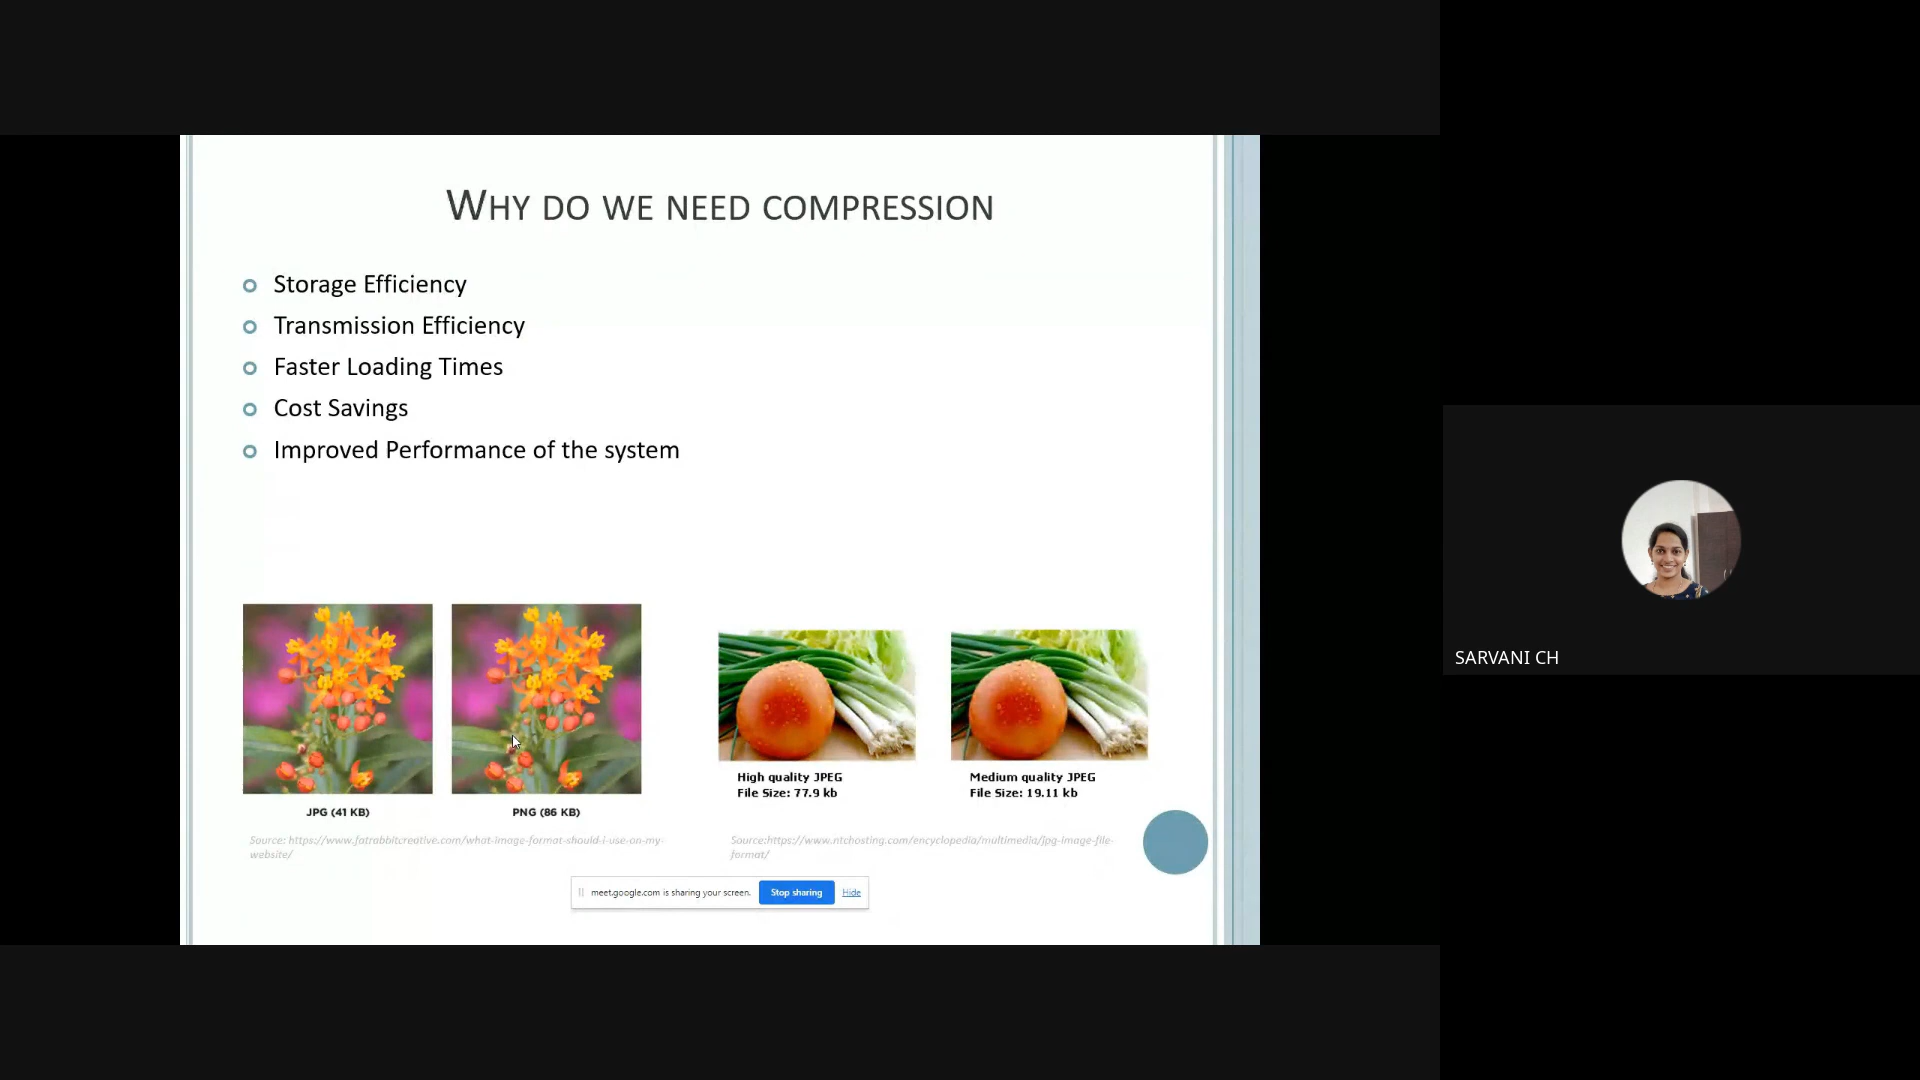 WHY DO WE NEED COMPRESSION
Storage Efficiency
Transmission Efficiency
Faster Loading Times
Cost Savings
Improved Performance of the system
JPG (41 KB)
PNG (86 KB)
High quality JPEG
File Size: 77.9 kb
Medium quality JPEG
File Size: 19.11 kb
Source: https://www.fatrabbitcreative.com/what-image-format-should-i-use-on-my-
website/
Source:https://www.ntchosting.com/encyclopedia/multimedia/jpg-image-file-
format/
meet.google.com is sharing your screen.
Stop sharing
Hide
SARVANI CH